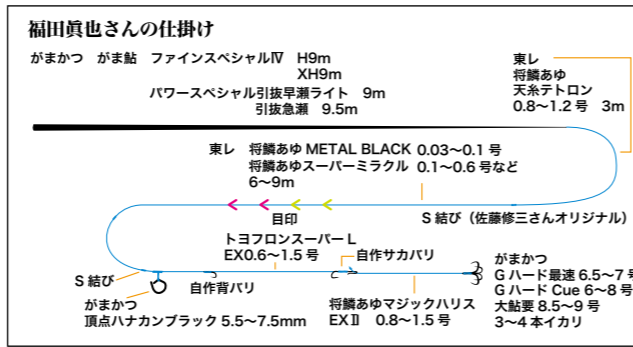 福田眞也さんの仕掛け
がまかつ がま鮎 ファインスペシャルⅣ H9m
XH9m
パワースペシャル引抜早瀬ライト 9m
引抜急瀬 9.5m
東レ
将鱗あゆ
天糸テトロン
0.8〜1.2号 3m
東レ 将鱗あゆ METAL BLACK 0.03〜0.1号
将鱗あゆスーパーミラクル 0.1〜0.6号など
6〜9m
目印
S結び（佐藤修三さんオリジナル）
トヨフロンスーパーL
EX0.6〜1.5号
自作サカバリ
S結び
自作背バリ
がまかつ
頂点ハナカンブラック 5.5〜7.5mm
将鱗あゆマジックハリス
EXⅡ 0.8〜1.5号
がまかつ
Gハード最速 6.5〜7号
GハードCue 6〜8号
大鮎要 8.5〜9号
3〜4本イカリ